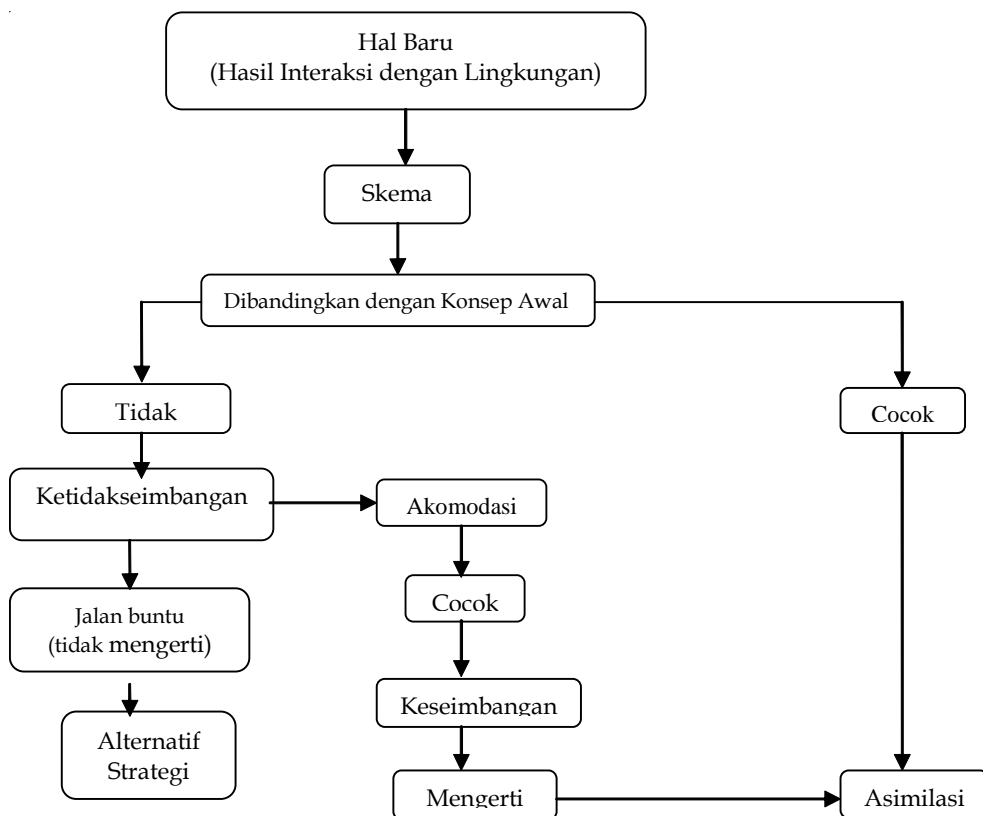 Hal Baru
(Hasil Interaksi dengan Lingkungan)
Skema
Dibandingkan dengan Konsep Awal
Tidak
Cocok
Ketidakseimbangan
Akomodasi
Cocok
Jalan buntu
(tidak mengerti)
Keseimbangan
Alternatif
Strategi
Mengerti
Asimilasi